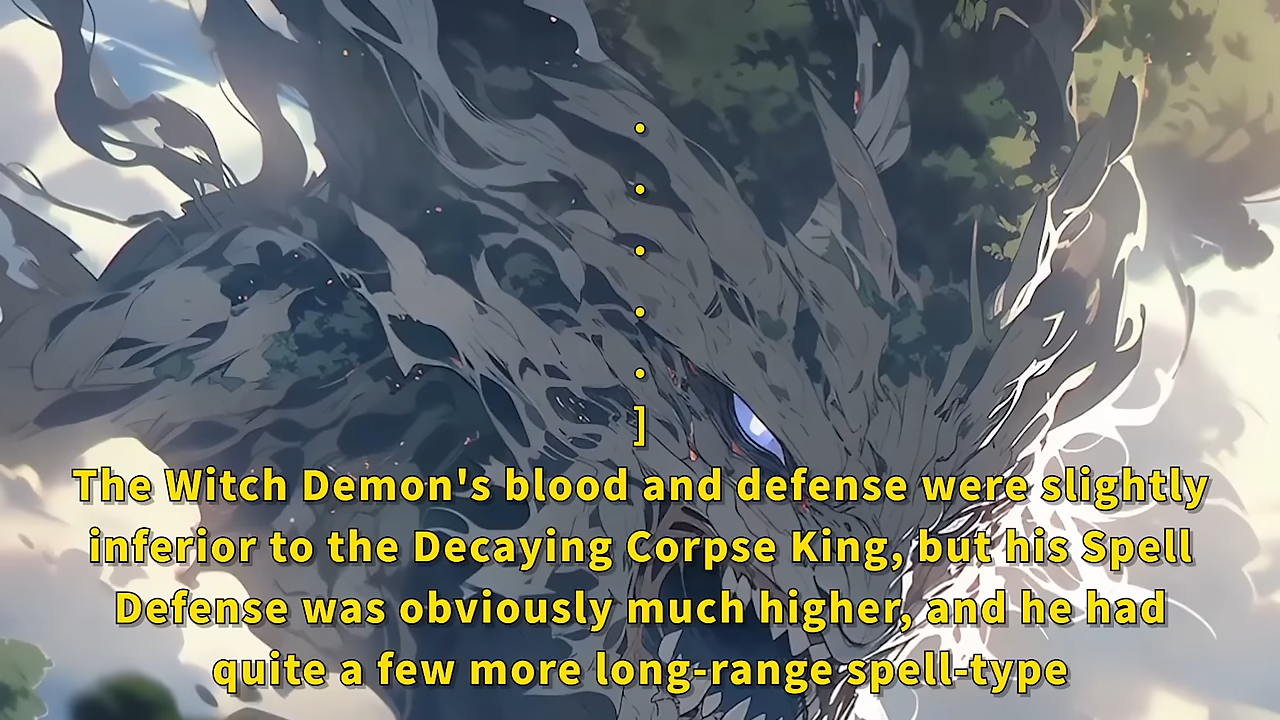 .
.
.
.
.
]
The Witch Demon's blood and defense were slightly
inferior to the Decaying Corpse King, but his Spell
Defense was obviously much higher, and he had
quite a few more long-range spell-type